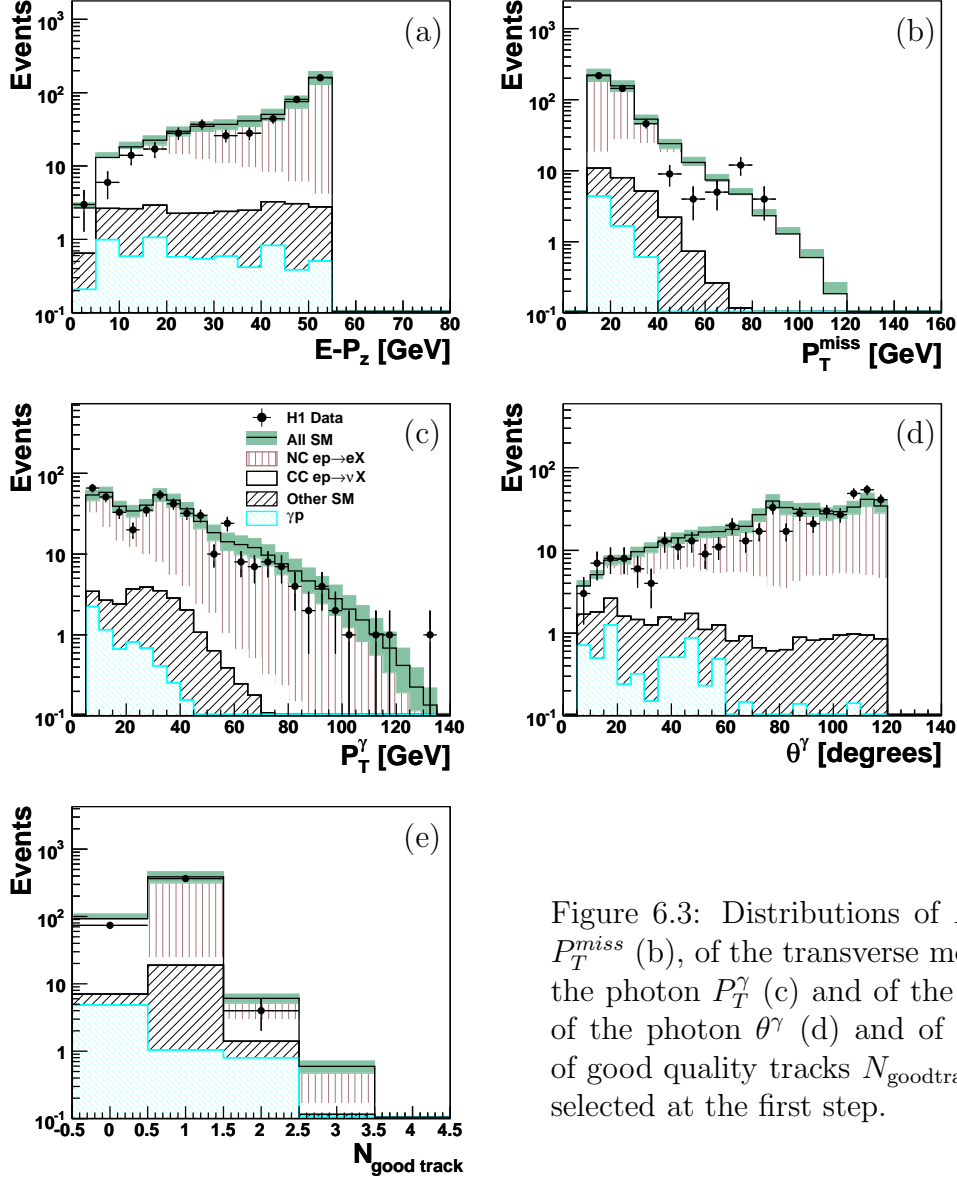 Events
(a)
10³
10²
10
1
10⁻¹
0 10 20 30 40 50 60 70 80
E-P_z [GeV]
Events
(b)
10³
10²
10
1
10⁻¹
0 20 40 60 80 100 120 140 160
P_T^miss [GeV]
Events
(c)
H1 Data
All SM
NC ep→eX
CC ep→νX
Other SM
γp
10²
10
1
10⁻¹
0 20 40 60 80 100 120 140
P_T^γ [GeV]
Events
(d)
10²
10
1
10⁻¹
0 20 40 60 80 100 120 140
θ^γ [degrees]
Events
(e)
10³
10²
10
1
10⁻¹
-0.5 0 0.5 1 1.5 2 2.5 3 3.5 4 4.5
N_good track
Figure 6.3: Distributions of
P_T^miss (b), of the transverse mo
the photon P_T^γ (c) and of the
of the photon θ^γ (d) and of
of good quality tracks N_goodtra
selected at the first step.